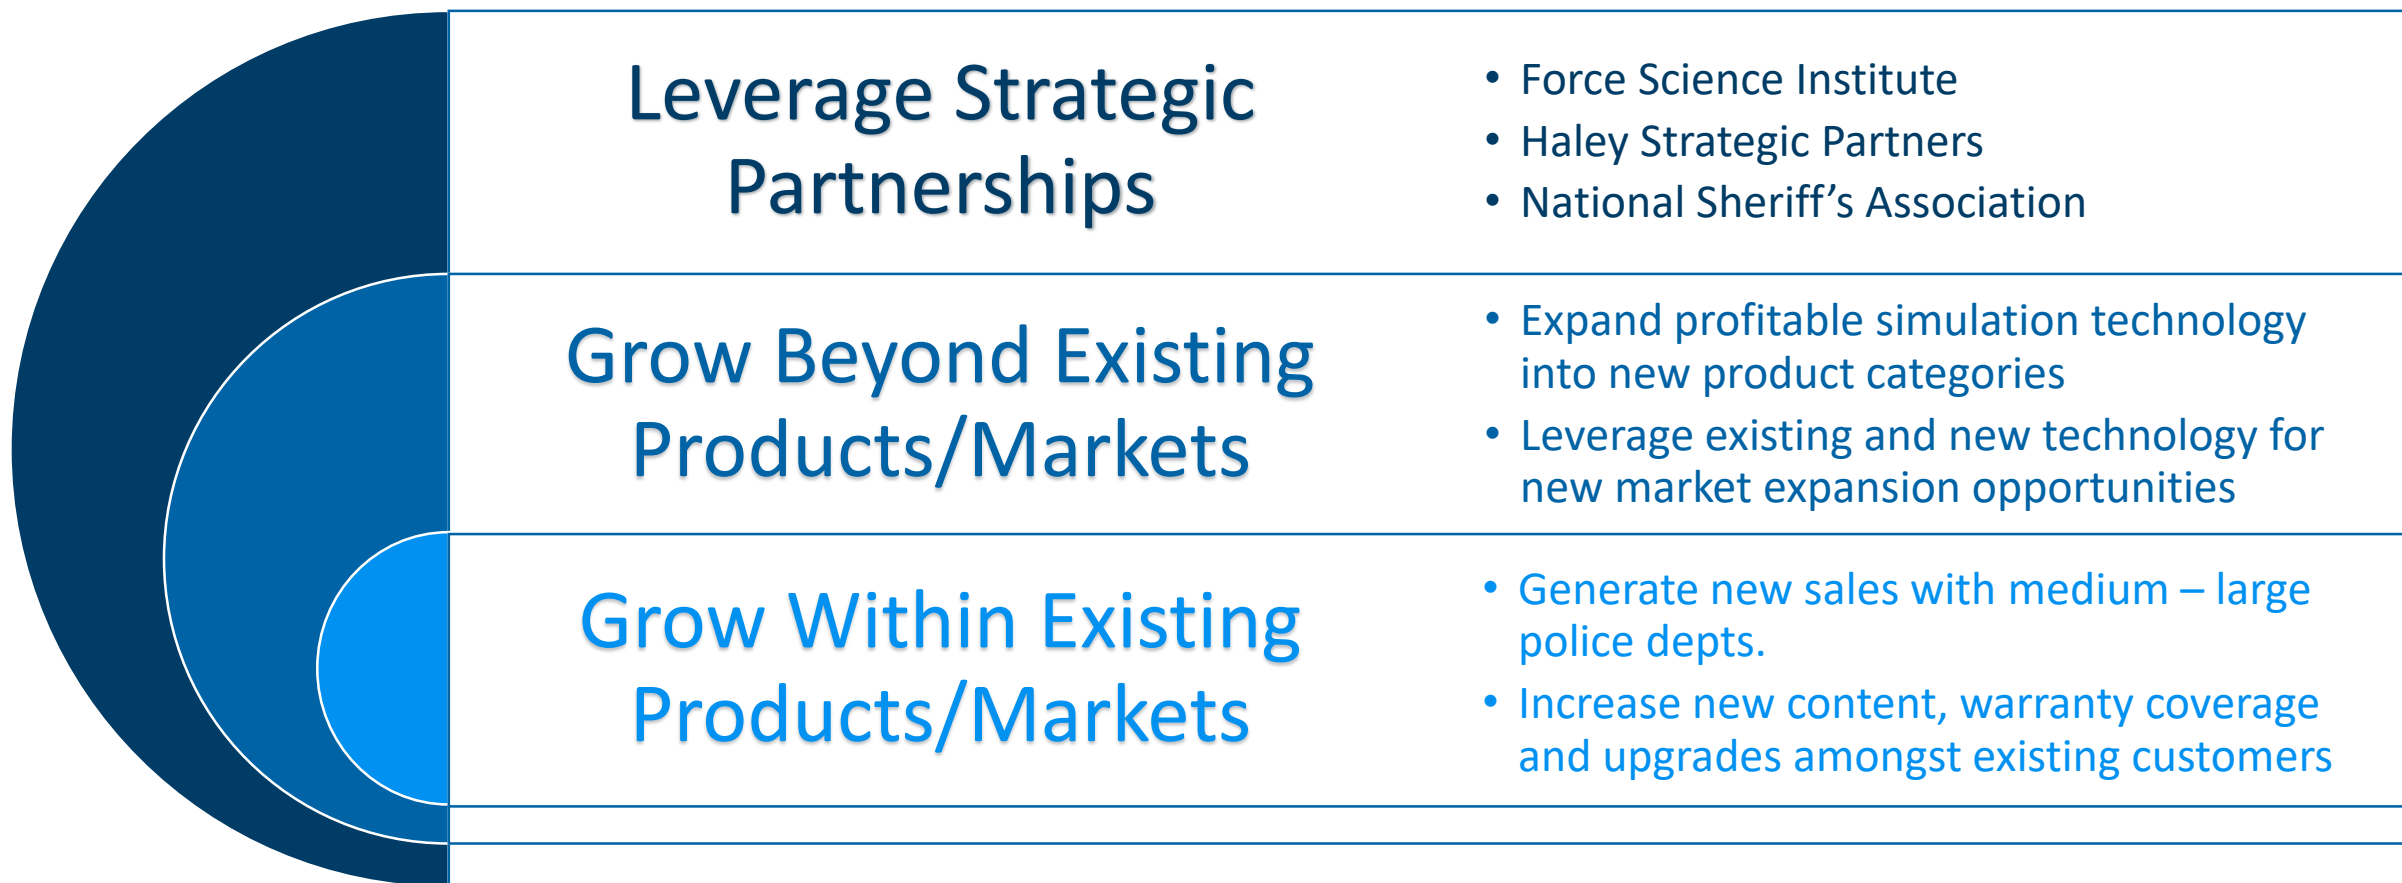 Leverage Strategic
Partnerships
• Force Science Institute
• Haley Strategic Partners
• National Sheriff’s Association
Grow Beyond Existing
Products/Markets
• Expand profitable simulation technology
into new product categories
• Leverage existing and new technology for
new market expansion opportunities
Grow Within Existing
Products/Markets
• Generate new sales with medium – large
police depts.
• Increase new content, warranty coverage
and upgrades amongst existing customers